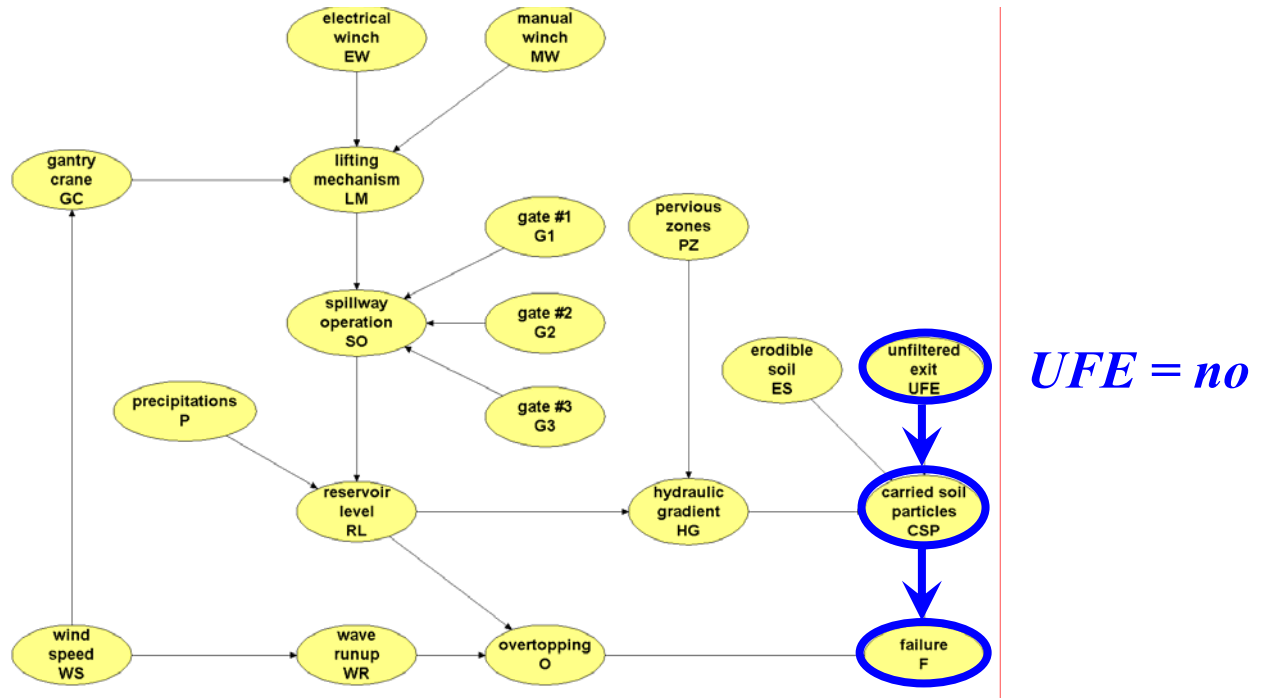 electrical
winch
EW
manual
winch
MW
gantry
crane
GC
lifting
mechanism
LM
gate #1
G1
pervious
zones
PZ
spillway
operation
SO
gate #2
G2
erodible
soil
ES
unfiltered
exit
UFE
UFE = no
precipitations
P
gate #3
G3
reservoir
level
RL
hydraulic
gradient
HG
carried soil
particles
CSP
wind
speed
WS
wave
runup
WR
overtopping
O
failure
F